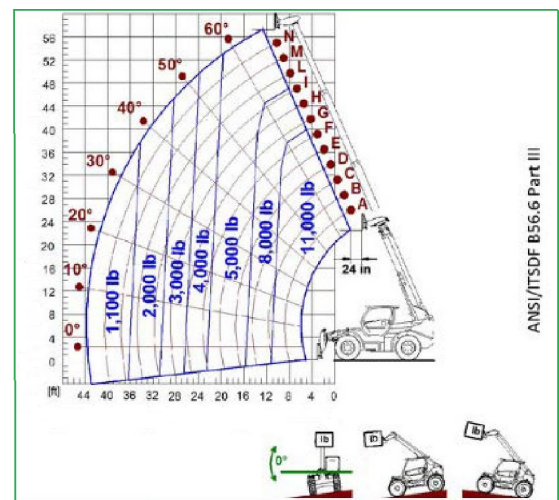 60°
50°
40°
30°
20°
10°
0°
56
52
48
44
40
36
32
28
24
20
16
12
8
4
0
N
M
L
I
H
G
F
E
D
C
B
A
1,100 lb
2,000 lb
3,000 lb
4,000 lb
5,000 lb
8,000 lb
11,000 lb
24 in
[ft] 44 40 36 32 28 24 20 16 12 8 4 0
ANSI/ITSDF B56.6 Part III
0°
lb
lb
lb